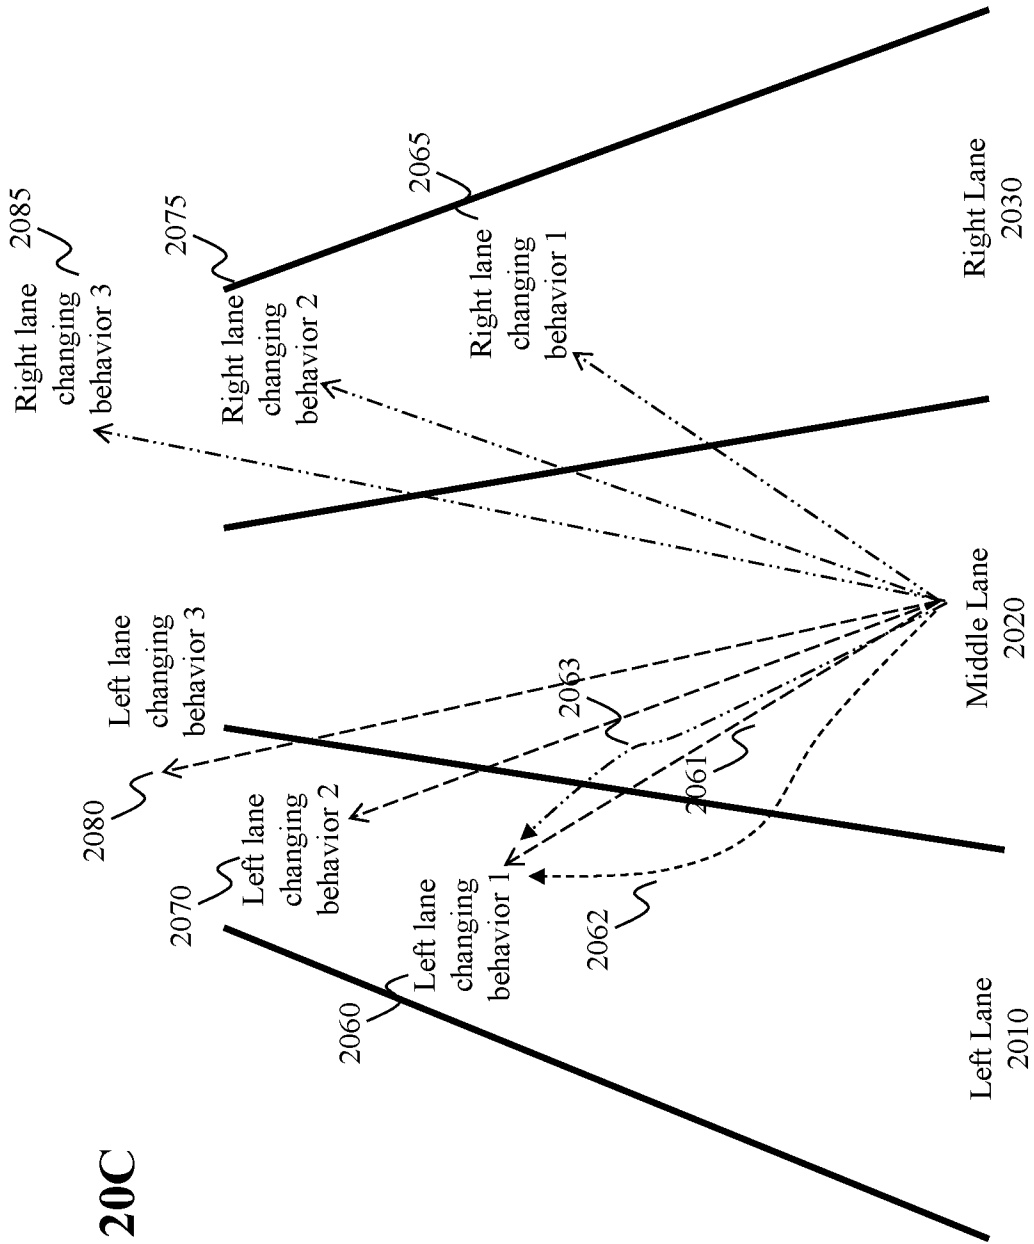 20C
2085
Right lane
changing
behavior 3
2075
Right lane
changing
behavior 2
2065
Right lane
changing
behavior 1
Left lane
changing
behavior 3
2080
2070
Left lane
changing
behavior 2
2060
Left lane
changing
behavior 1
2063
2061
2062
Left Lane
2010
Middle Lane
2020
Right Lane
2030